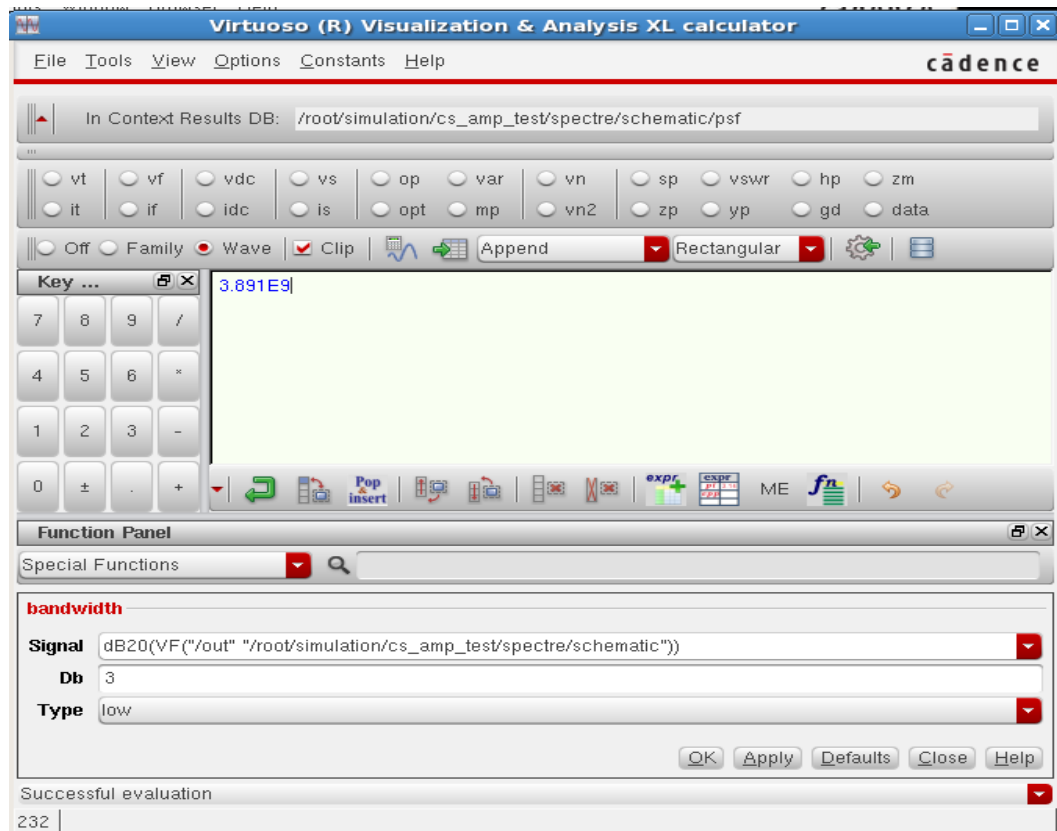 Virtuoso (R) Visualization & Analysis XL calculator
File Tools View Options Constants Help cādence
In Context Results DB: /root/simulation/cs_amp_test/spectre/schematic/psf
vt vf vdc vs op var vn sp vswr hp zm
it if idc is opt mp vn2 zp yp gd data
Off Family Wave Clip Append Rectangular
Key ...
3.891E9
7 8 9 /
4 5 6 *
1 2 3 -
0 ± . +
Pop & insert expr ME fn
Function Panel
Special Functions
bandwidth
Signal dB20(VF("/out" "/root/simulation/cs_amp_test/spectre/schematic"))
Db 3
Type low
OK Apply Defaults Close Help
Successful evaluation
232